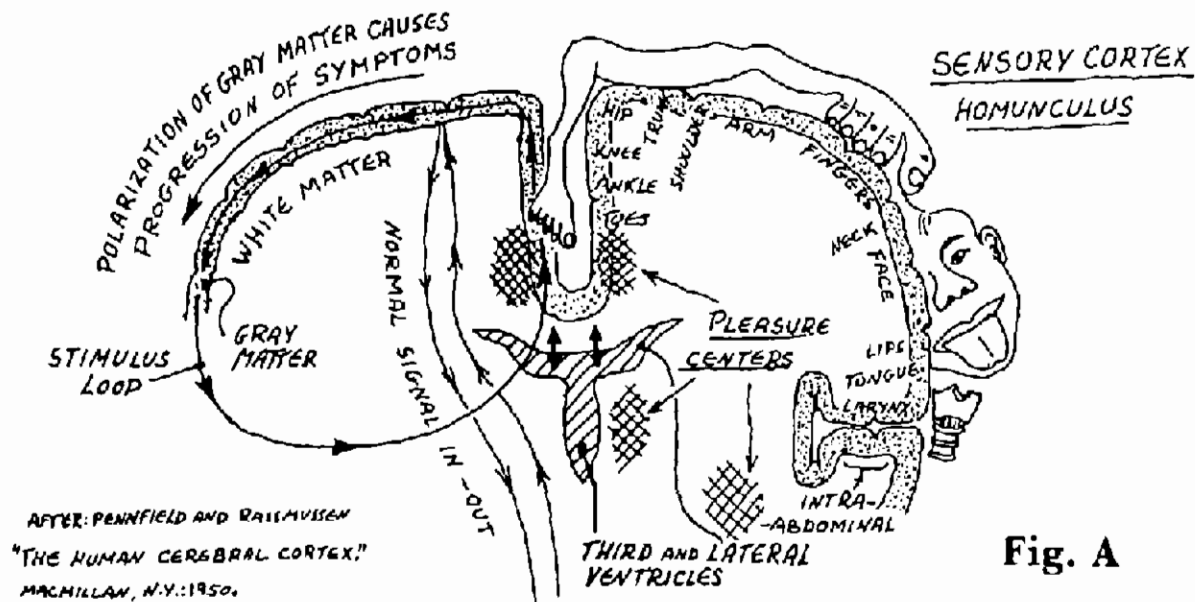 POLARIZATION OF GRAY MATTER CAUSES
PROGRESSION OF SYMPTOMS
WHITE MATTER
GRAY
MATTER
STIMULUS
LOOP
NORMAL SIGNAL IN-OUT
SENSORY CORTEX
HOMUNCULUS
HIP
TRUNK
SHOULDER
ARM
FINGERS
KNEE
ANKLE
TOES
NECK
FACE
LIPS
TONGUE
LARYNX
INTRA-
-ABDOMINAL
PLEASURE
CENTERS
THIRD AND LATERAL
VENTRICLES
AFTER: PENNFIELD AND RASSMUSSEN
"THE HUMAN CEREBRAL CORTEX."
MACMILLAN, N.Y.:1950.
Fig. A